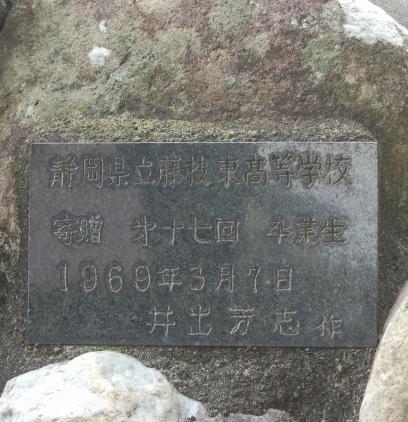 静岡県立藤枝東高等学校
寄贈 第十七回 卒業生
1969年3月7日
井出芳志 作